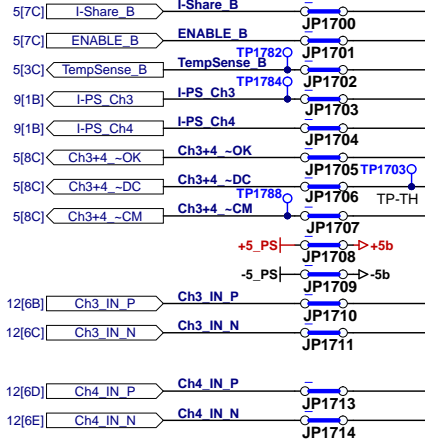 5[7C] I-Share_B I-Share_B JP1700
5[7C] ENABLE_B ENABLE_B JP1701
TP1782
5[3C] TempSense_B TempSense_B JP1702
TP1784
9[1B] I-PS_Ch3 I-PS_Ch3 JP1703
9[1B] I-PS_Ch4 I-PS_Ch4 JP1704
5[8C] Ch3+4_~OK Ch3+4_~OK JP1705 TP1703
5[8C] Ch3+4_~DC Ch3+4_~DC JP1706 TP-TH
TP1788
5[8C] Ch3+4_~CM Ch3+4_~CM JP1707
+5_PS JP1708 +5b
-5_PS JP1709 -5b
12[6B] Ch3_IN_P Ch3_IN_P JP1710
12[6C] Ch3_IN_N Ch3_IN_N JP1711
12[6D] Ch4_IN_P Ch4_IN_P JP1713
12[6E] Ch4_IN_N Ch4_IN_N JP1714